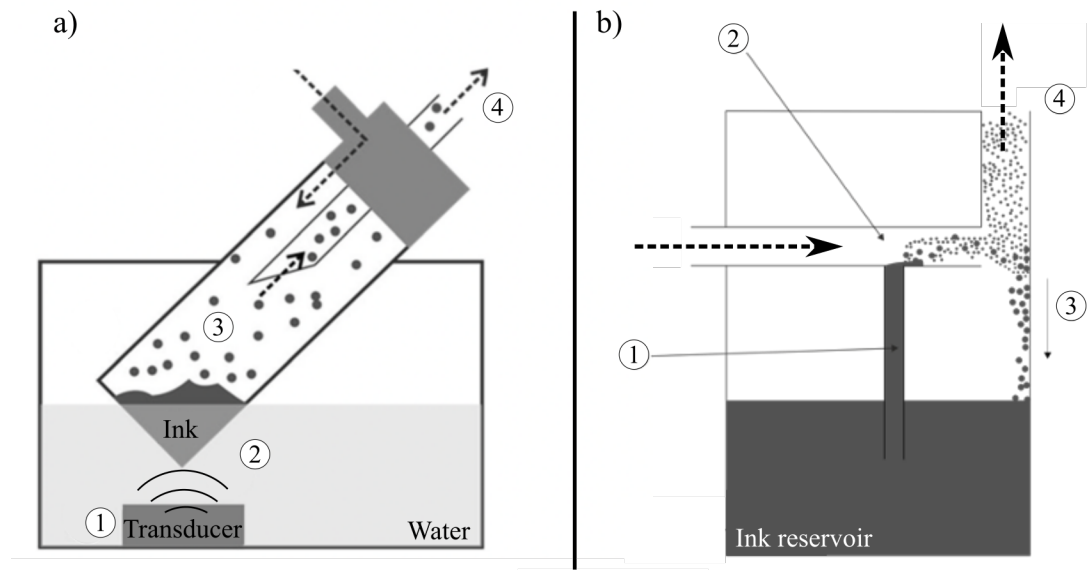 a)
④
③
Ink
②
①
Transducer
Water
b)
②
④
③
①
Ink reservoir